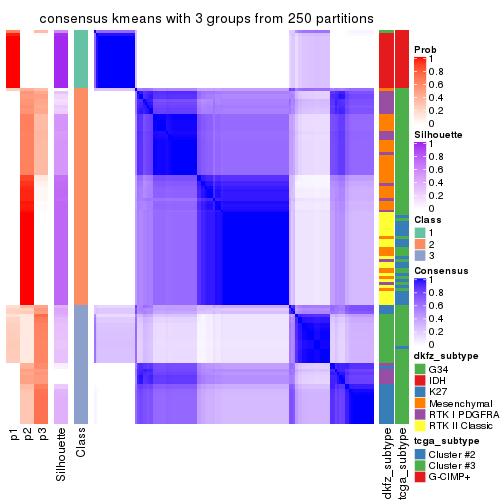 consensus kmeans with 3 groups from 250 partitions
Prob
1
0.8
0.6
0.4
0.2
0
Silhouette
1
0.8
0.6
0.4
0.2
0
Class
1
2
3
Consensus
1
0.8
0.6
0.4
0.2
0
dkfz_subtype
G34
IDH
K27
Mesenchymal
RTK I PDGFRA
RTK II Classic
tcga_subtype
Cluster #2
Cluster #3
G-CIMP+
p1
p2
p3
Silhouette
Class
dkfz_subtype
tcga_subtype